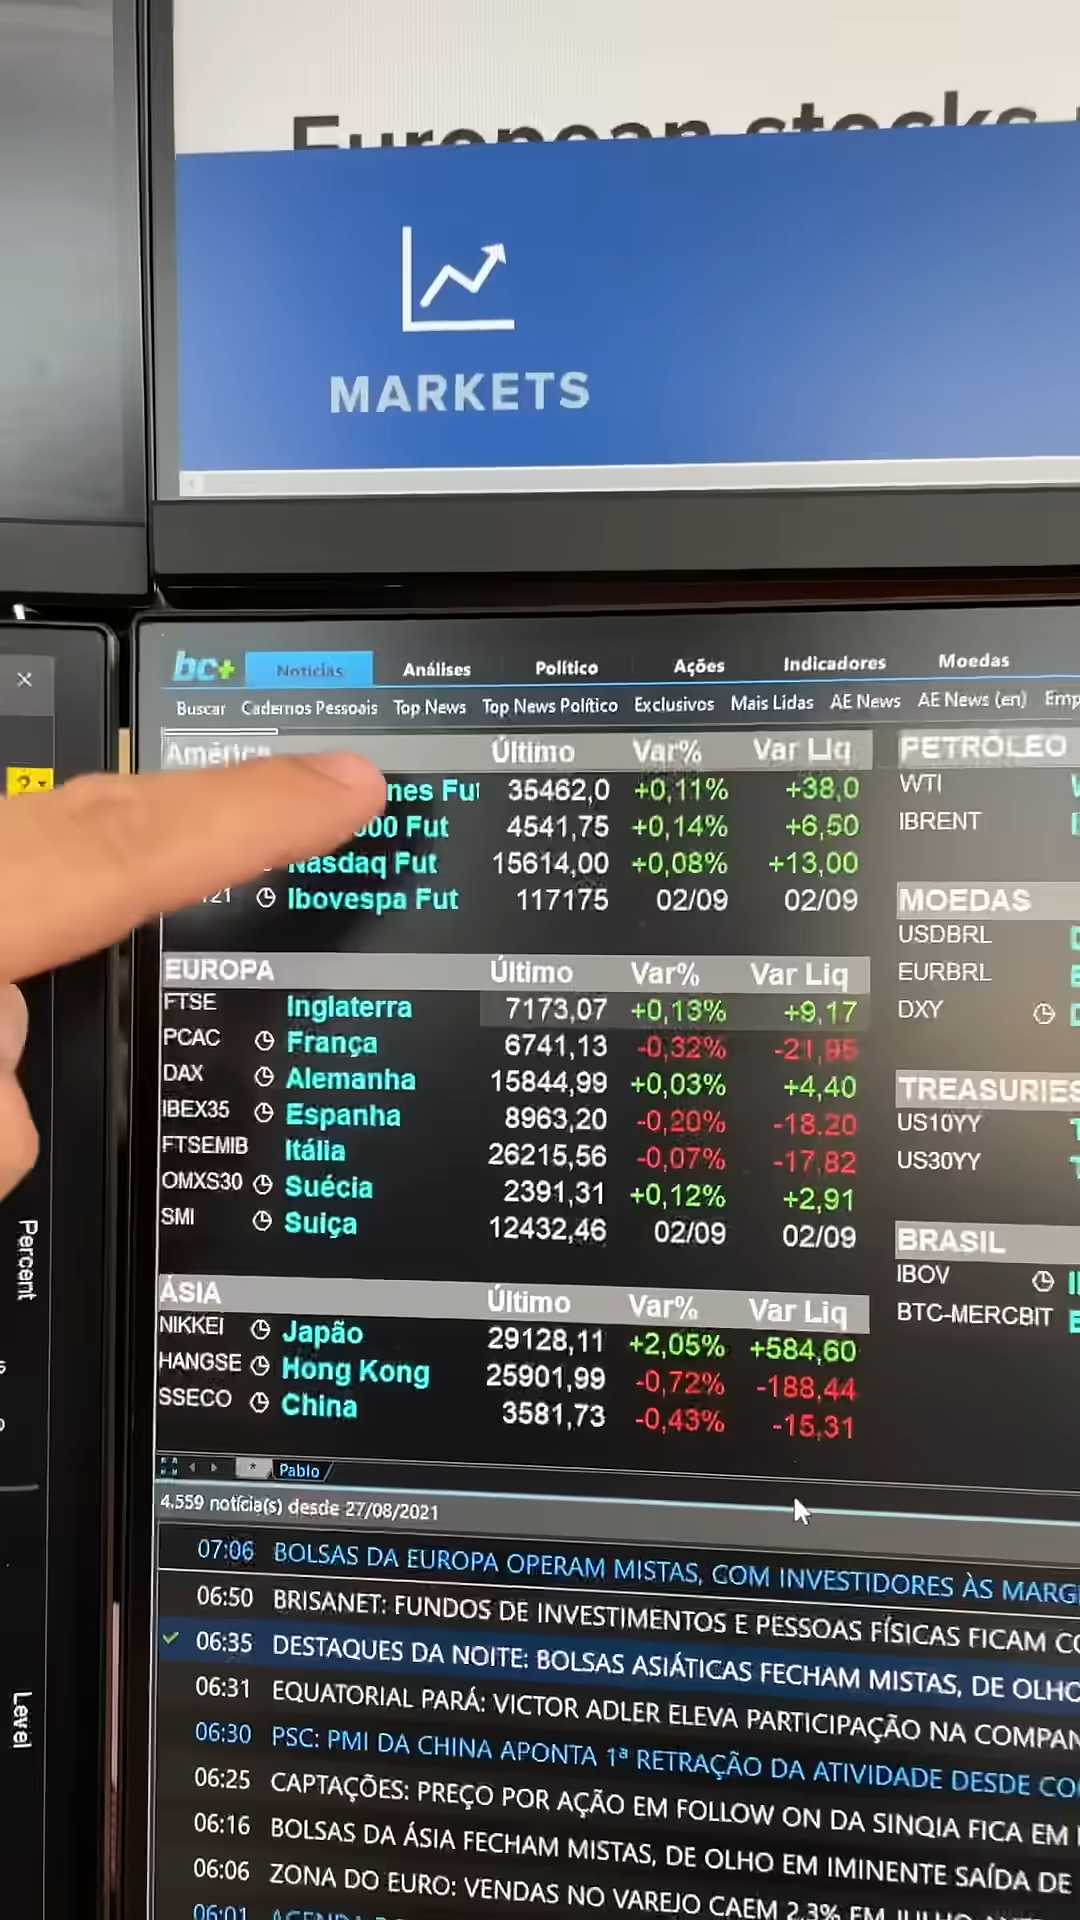 European stocks
MARKETS
bc+ Notícias Análises Político Ações Indicadores Moedas
Buscar Cadernos Pessoais Top News Top News Político Exclusivos Mais Lidas AE News AE News (en) Emp
América Último Var% Var Liq
nes Fut 35462,0 +0,11% +38,0
Fut 4541,75 +0,14% +6,50
Nasdaq Fut 15614,00 +0,08% +13,00
Ibovespa Fut 117175 02/09 02/09
EUROPA Último Var% Var Liq
FTSE Inglaterra 7173,07 +0,13% +9,17
PCAC França 6741,13 -0,32% -21,95
DAX Alemanha 15844,99 +0,03% +4,40
IBEX35 Espanha 8963,20 -0,20% -18.20
FTSEMIB Itália 26215,56 -0,07% -17,82
OMXS30 Suécia 2391,31 +0,12% +2,91
SMI Suiça 12432,46 02/09 02/09
ÁSIA Último Var% Var Liq
NIKKEI Japão 29128,11 +2,05% +584,60
HANGSE Hong Kong 25901,99 -0,72% -188,44
SSECO China 3581,73 -0,43% -15,31
PETRÓLEO
WTI
IBRENT
MOEDAS
USDBRL
EURBRL
DXY
TREASURIES
US10YY
US30YY
BRASIL
IBOV
BTC-MERCBIT
* Pablo
4.559 notícia(s) desde 27/08/2021
07:06 BOLSAS DA EUROPA OPERAM MISTAS, COM INVESTIDORES ÀS MARGE
06:50 BRISANET: FUNDOS DE INVESTIMENTOS E PESSOAS FÍSICAS FICAM CO
06:35 DESTAQUES DA NOITE: BOLSAS ASIÁTICAS FECHAM MISTAS, DE OLHO
06:31 EQUATORIAL PARÁ: VICTOR ADLER ELEVA PARTICIPAÇÃO NA COMPAN
06:30 PSC: PMI DA CHINA APONTA 1ª RETRAÇÃO DA ATIVIDADE DESDE CO
06:25 CAPTAÇÕES: PREÇO POR AÇÃO EM FOLLOW ON DA SINQIA FICA EM
06:16 BOLSAS DA ÁSIA FECHAM MISTAS, DE OLHO EM IMINENTE SAÍDA DE
06:06 ZONA DO EURO: VENDAS NO VAREJO CAEM 2,3% EM
06:01
Percent
Level